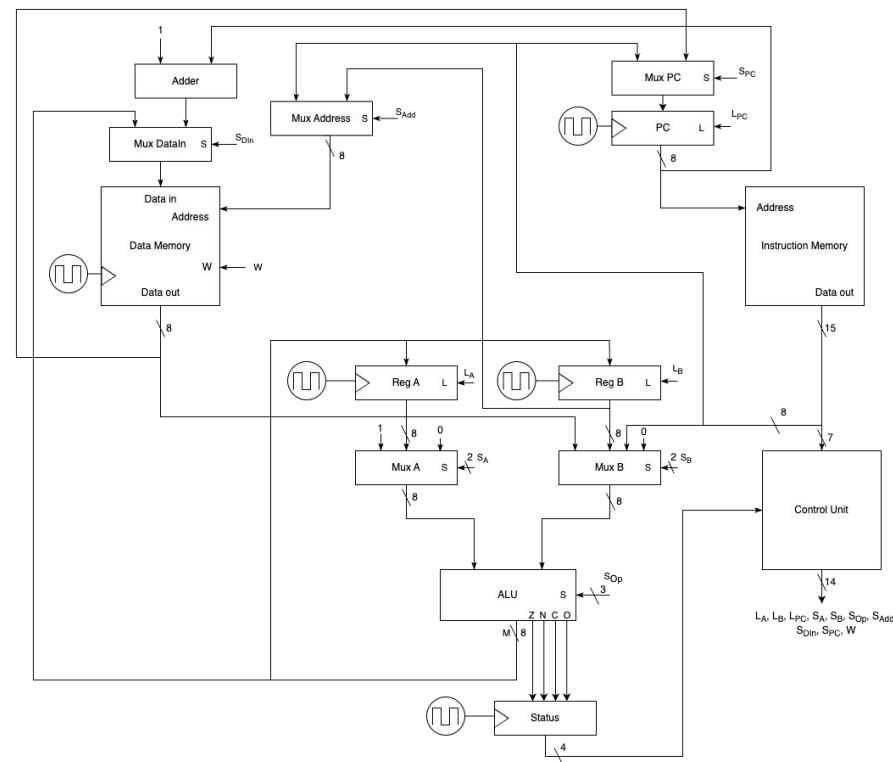 1
Adder
Mux DataIn S
S_DIn
Mux Address S
S_Add
Mux PC S
S_PC
PC L
L_PC
8
8
Data in
Address
Data Memory
W
W
Data out
8
Address
Instruction Memory
Data out
15
Reg A L
L_A
Reg B L
L_B
8
1
8
0
8
0
7
Mux A S
2 S_A
Mux B S
2 S_B
8
8
Control Unit
14
L_A, L_B, L_PC, S_A, S_B, S_Op, S_Add
S_DIn, S_PC, W
ALU S
S_Op
3
Z N C O
M 8
Status
4